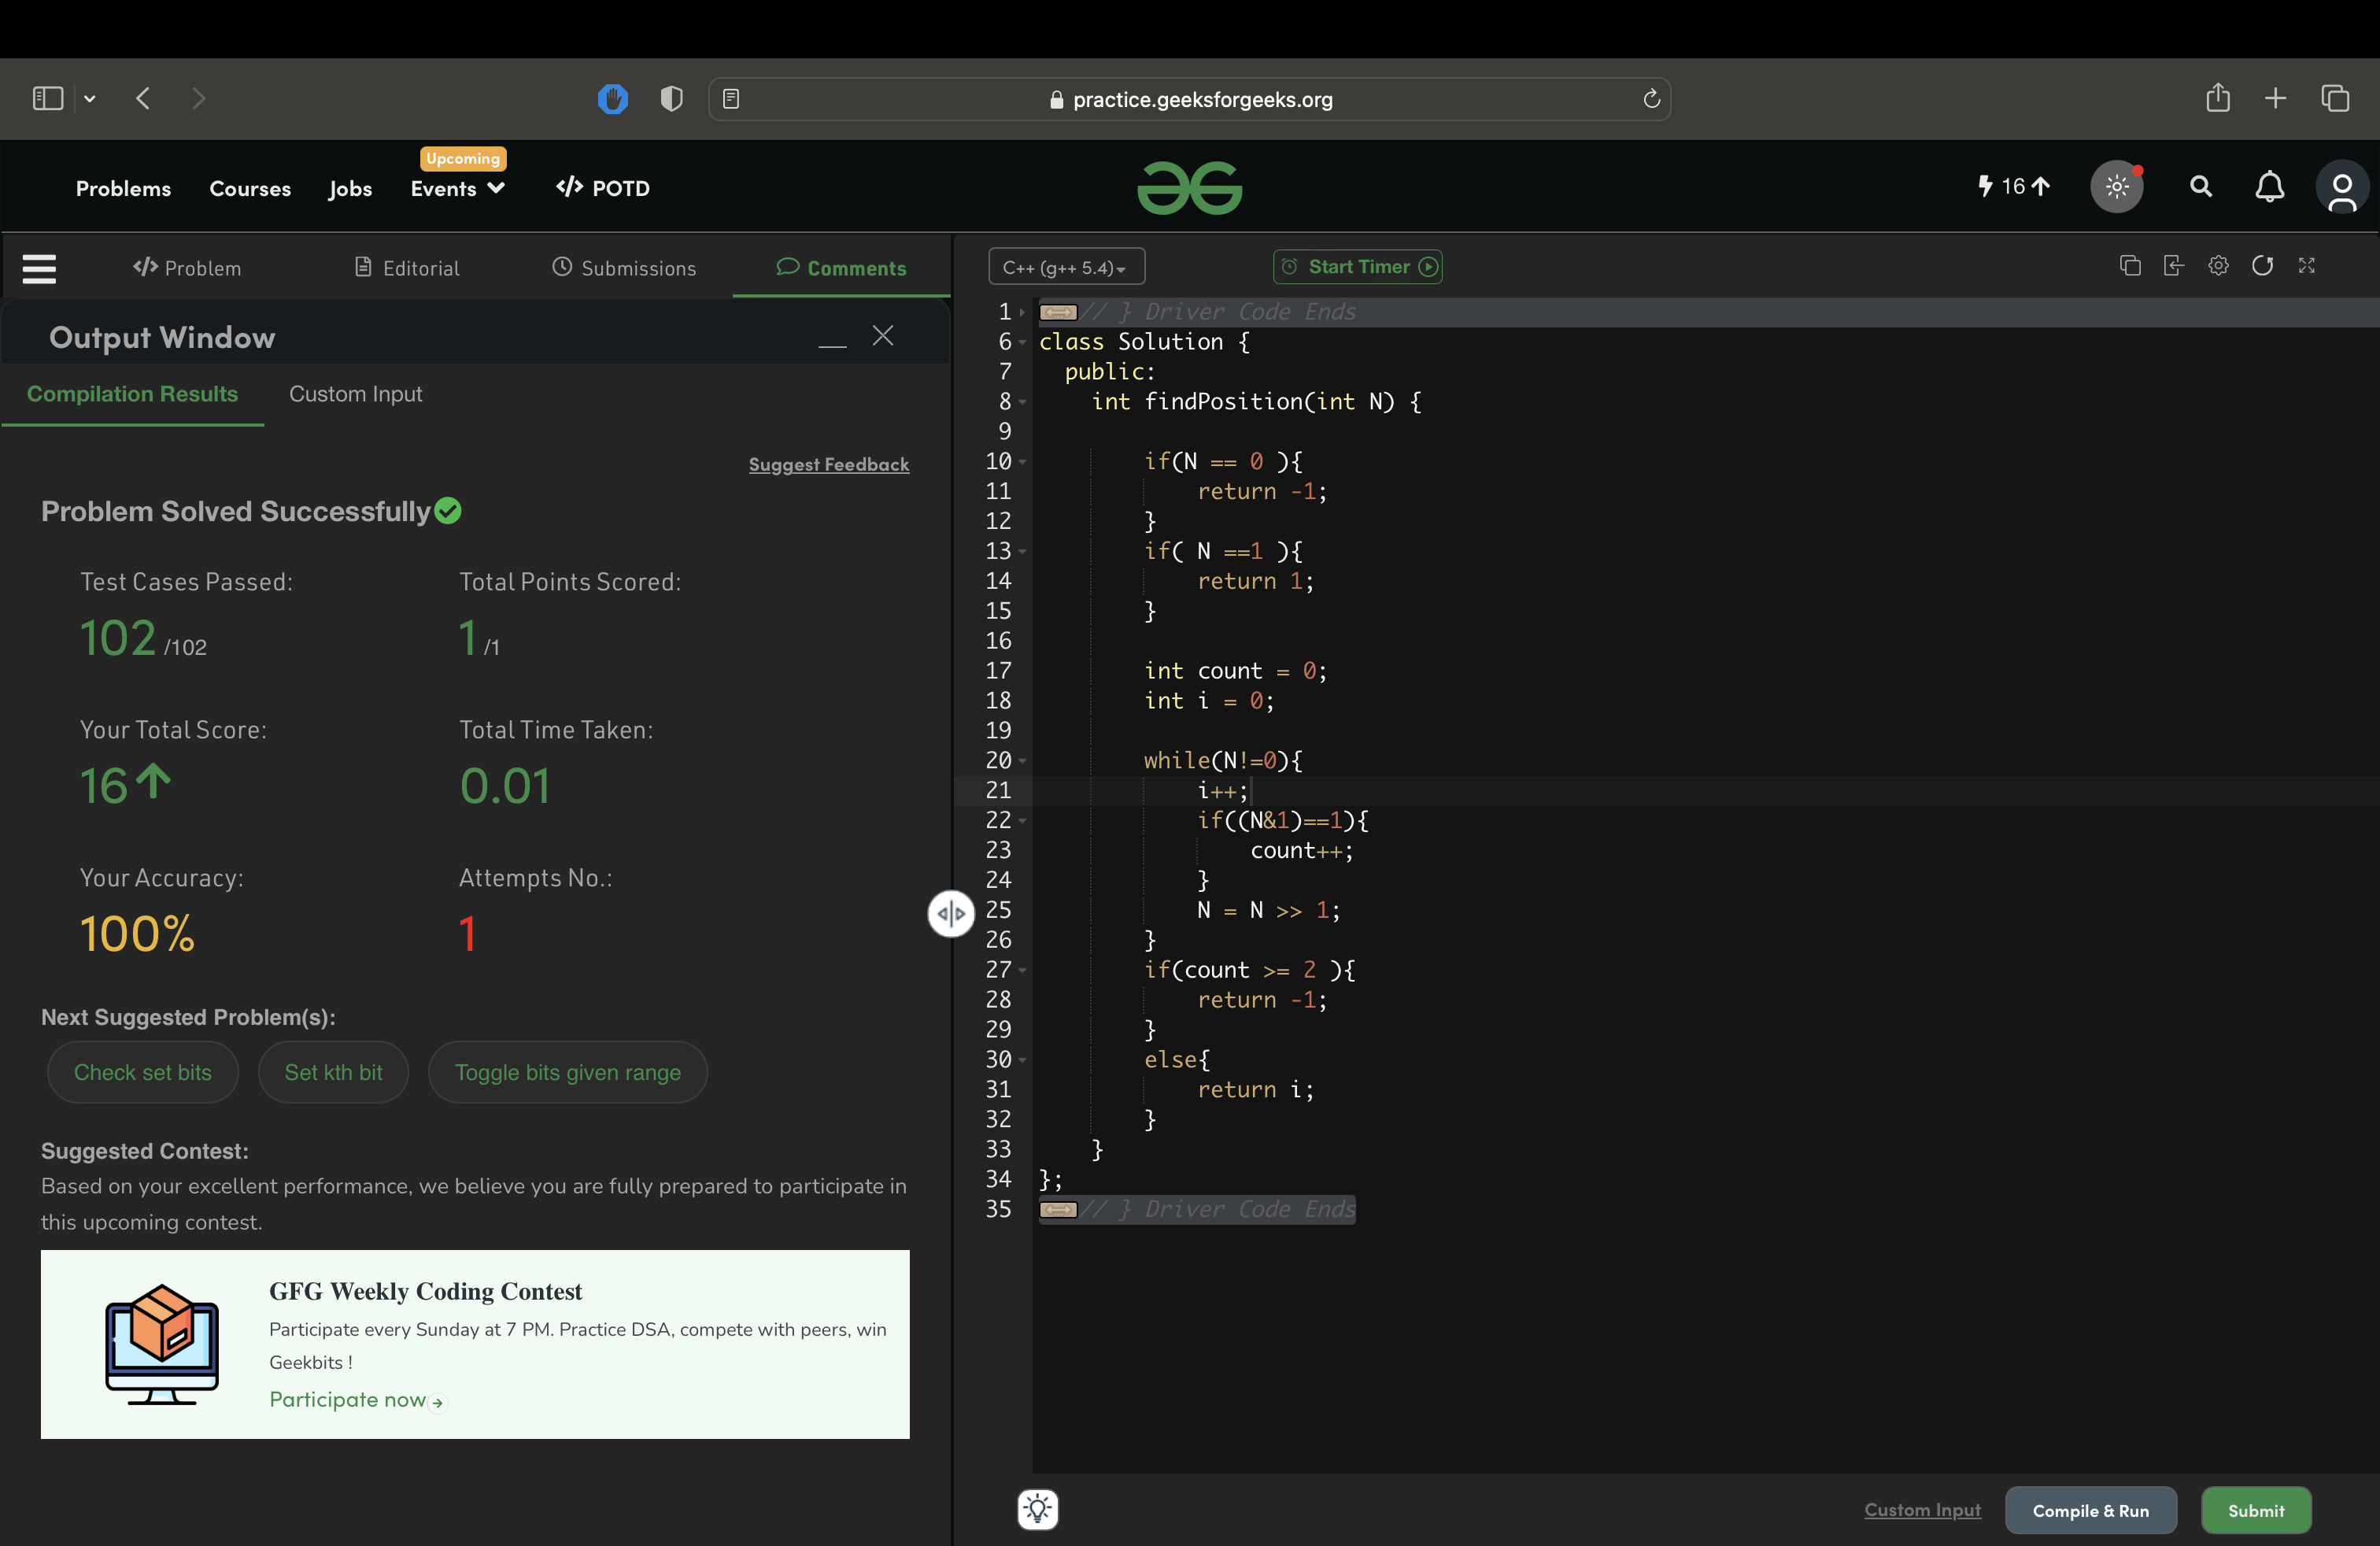 practice.geeksforgeeks.org
Upcoming
Problems Courses Jobs Events </> POTD
16
</> Problem Editorial Submissions Comments
Output Window
Compilation Results Custom Input
Suggest Feedback
Problem Solved Successfully
Test Cases Passed: Total Points Scored:
102 /102 1 /1
Your Total Score: Total Time Taken:
16 0.01
Your Accuracy: Attempts No.:
100% 1
Next Suggested Problem(s):
Check set bits Set kth bit Toggle bits given range
Suggested Contest:
Based on your excellent performance, we believe you are fully prepared to participate in
this upcoming contest.
GFG Weekly Coding Contest
Participate every Sunday at 7 PM. Practice DSA, compete with peers, win
Geekbits !
Participate now
C++ (g++ 5.4) Start Timer
1 // } Driver Code Ends
6 class Solution {
7 public:
8 int findPosition(int N) {
9
10 if(N == 0 ){
11 return -1;
12 }
13 if( N ==1 ){
14 return 1;
15 }
16
17 int count = 0;
18 int i = 0;
19
20 while(N!=0){
21 i++;
22 if((N&1)==1){
23 count++;
24 }
25 N = N >> 1;
26 }
27 if(count >= 2 ){
28 return -1;
29 }
30 else{
31 return i;
32 }
33 }
34 };
35 // } Driver Code Ends
Custom Input Compile & Run Submit